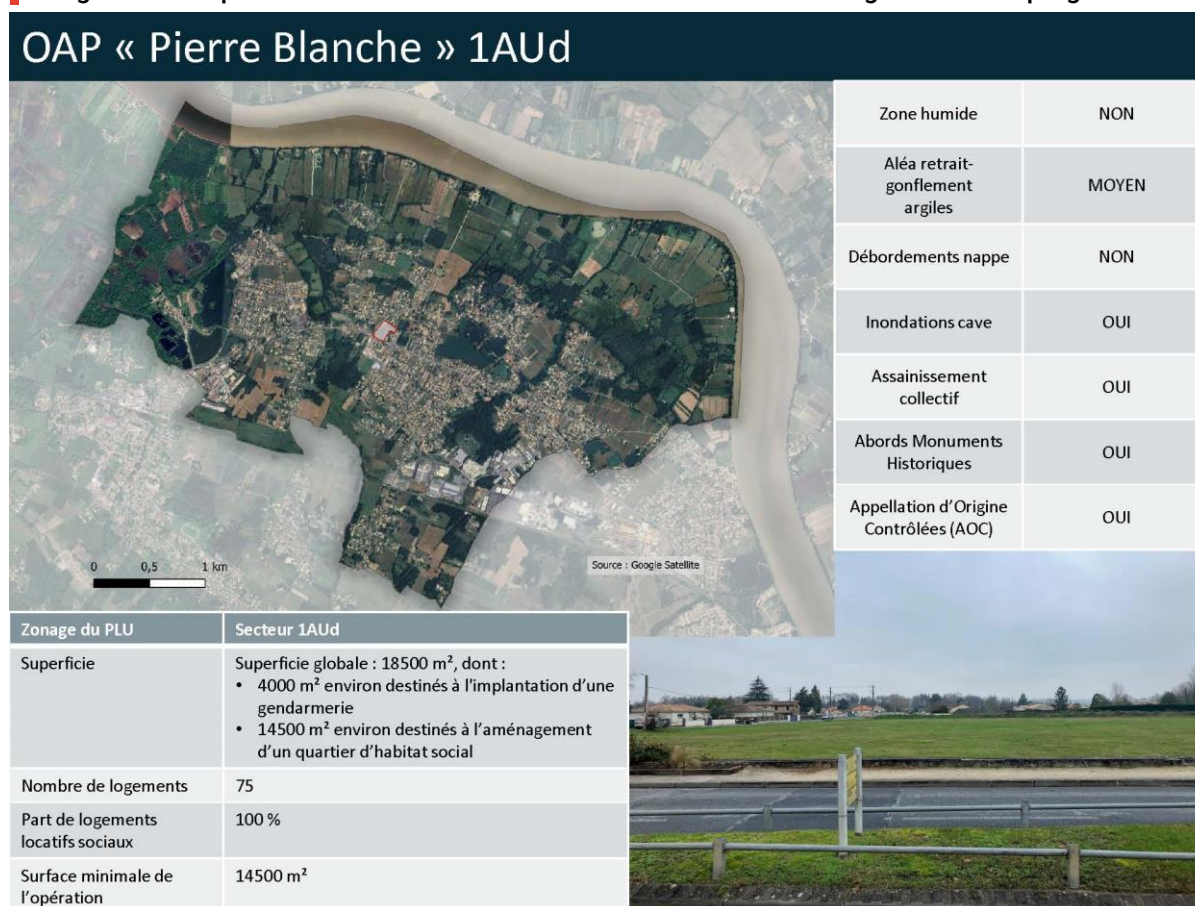 OAP « Pierre Blanche » 1AUd
Zone humide NON
Aléa retrait-
gonflement
argiles
MOYEN
Débordements nappe NON
Inondations cave OUI
Assainissement
collectif
OUI
Abords Monuments
Historiques
OUI
Appellation d'Origine
Contrôlées (AOC)
OUI
0 0,5 1 km
Source : Google Satellite
Zonage du PLU Secteur 1AUd
Superficie
Superficie globale : 18500 m², dont :
• 4000 m² environ destinés à l'implantation d'une
gendarmerie
• 14500 m² environ destinés à l'aménagement
d'un quartier d'habitat social
Nombre de logements 75
Part de logements
locatifs sociaux
100 %
Surface minimale de
l'opération
14500 m²